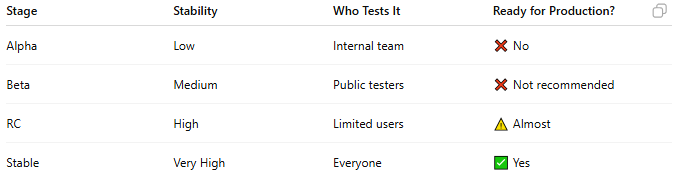 Stage Stability Who Tests It Ready for Production?
Alpha Low Internal team ❌ No
Beta Medium Public testers ❌ Not recommended
RC High Limited users ⚠️ Almost
Stable Very High Everyone ✅ Yes